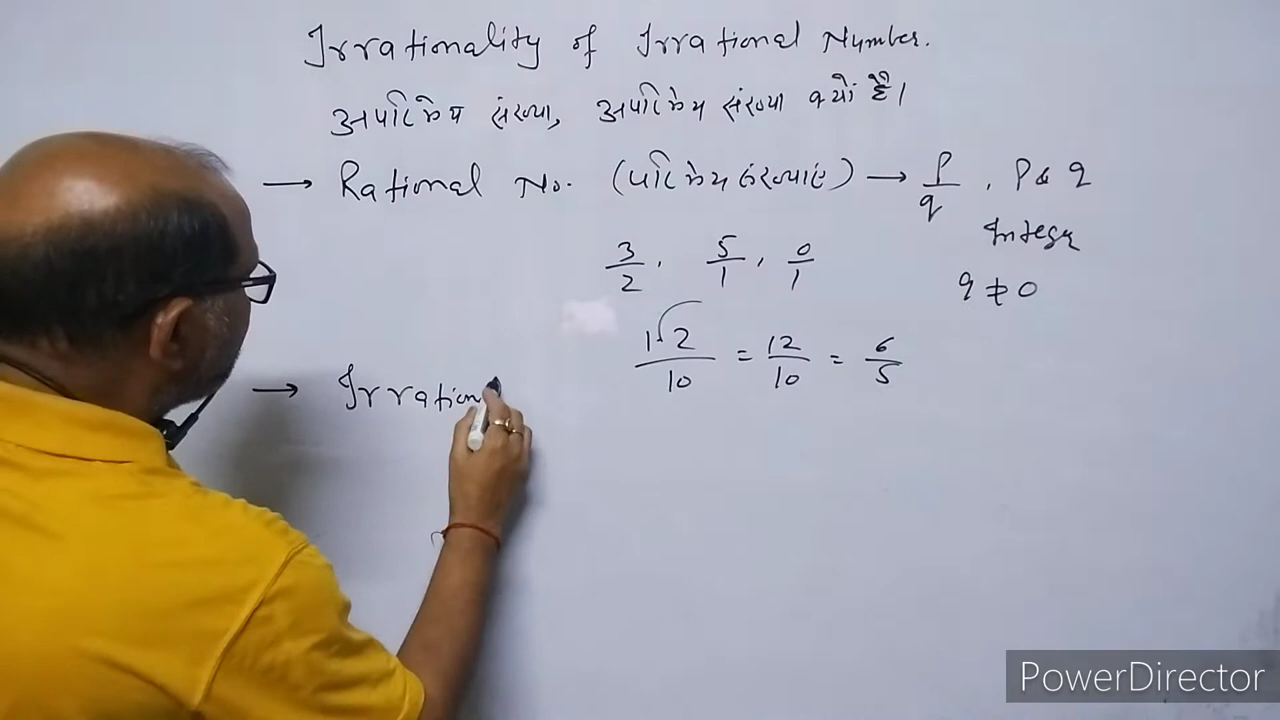 Irrationality of Irrational Number.
अपरिमेय संख्या, अपरिमेय संख्या क्यों है।
→ Rational No. (परिमेय संख्याएं) → P/q , P & q
Integer
3/2 , 5/1 , 0/1
q ≠ 0
1.2/10 = 12/10 = 6/5
→ Irration
PowerDirector